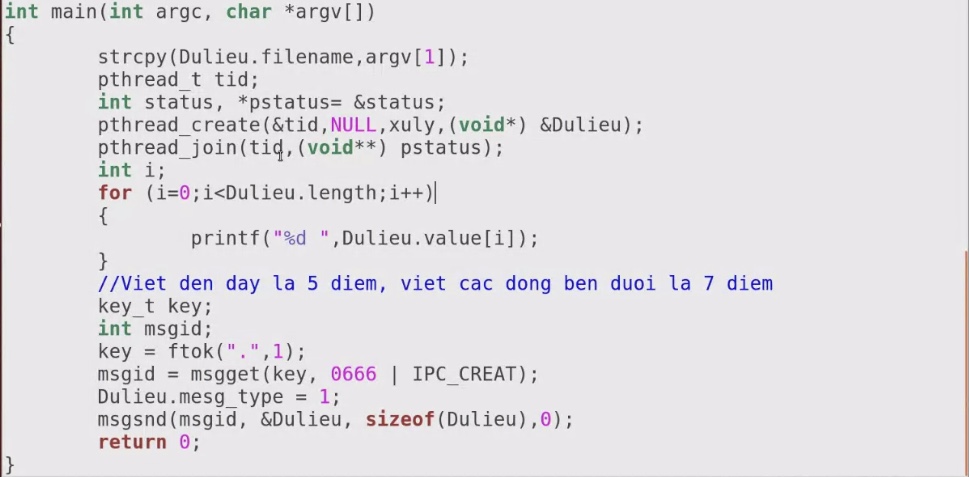 int main(int argc, char *argv[])
{
strcpy(Dulieu.filename,argv[1]);
pthread_t tid;
int status, *pstatus= &status;
pthread_create(&tid,NULL,xuly,(void*) &Dulieu);
pthread_join(tid,(void**) pstatus);
int i;
for (i=0;i<Dulieu.length;i++)
{
printf("%d ",Dulieu.value[i]);
}
//Viet den day la 5 diem, viet cac dong ben duoi la 7 diem
key_t key;
int msgid;
key = ftok(".",1);
msgid = msgget(key, 0666 | IPC_CREAT);
Dulieu.mesg_type = 1;
msgsnd(msgid, &Dulieu, sizeof(Dulieu),0);
return 0;
}